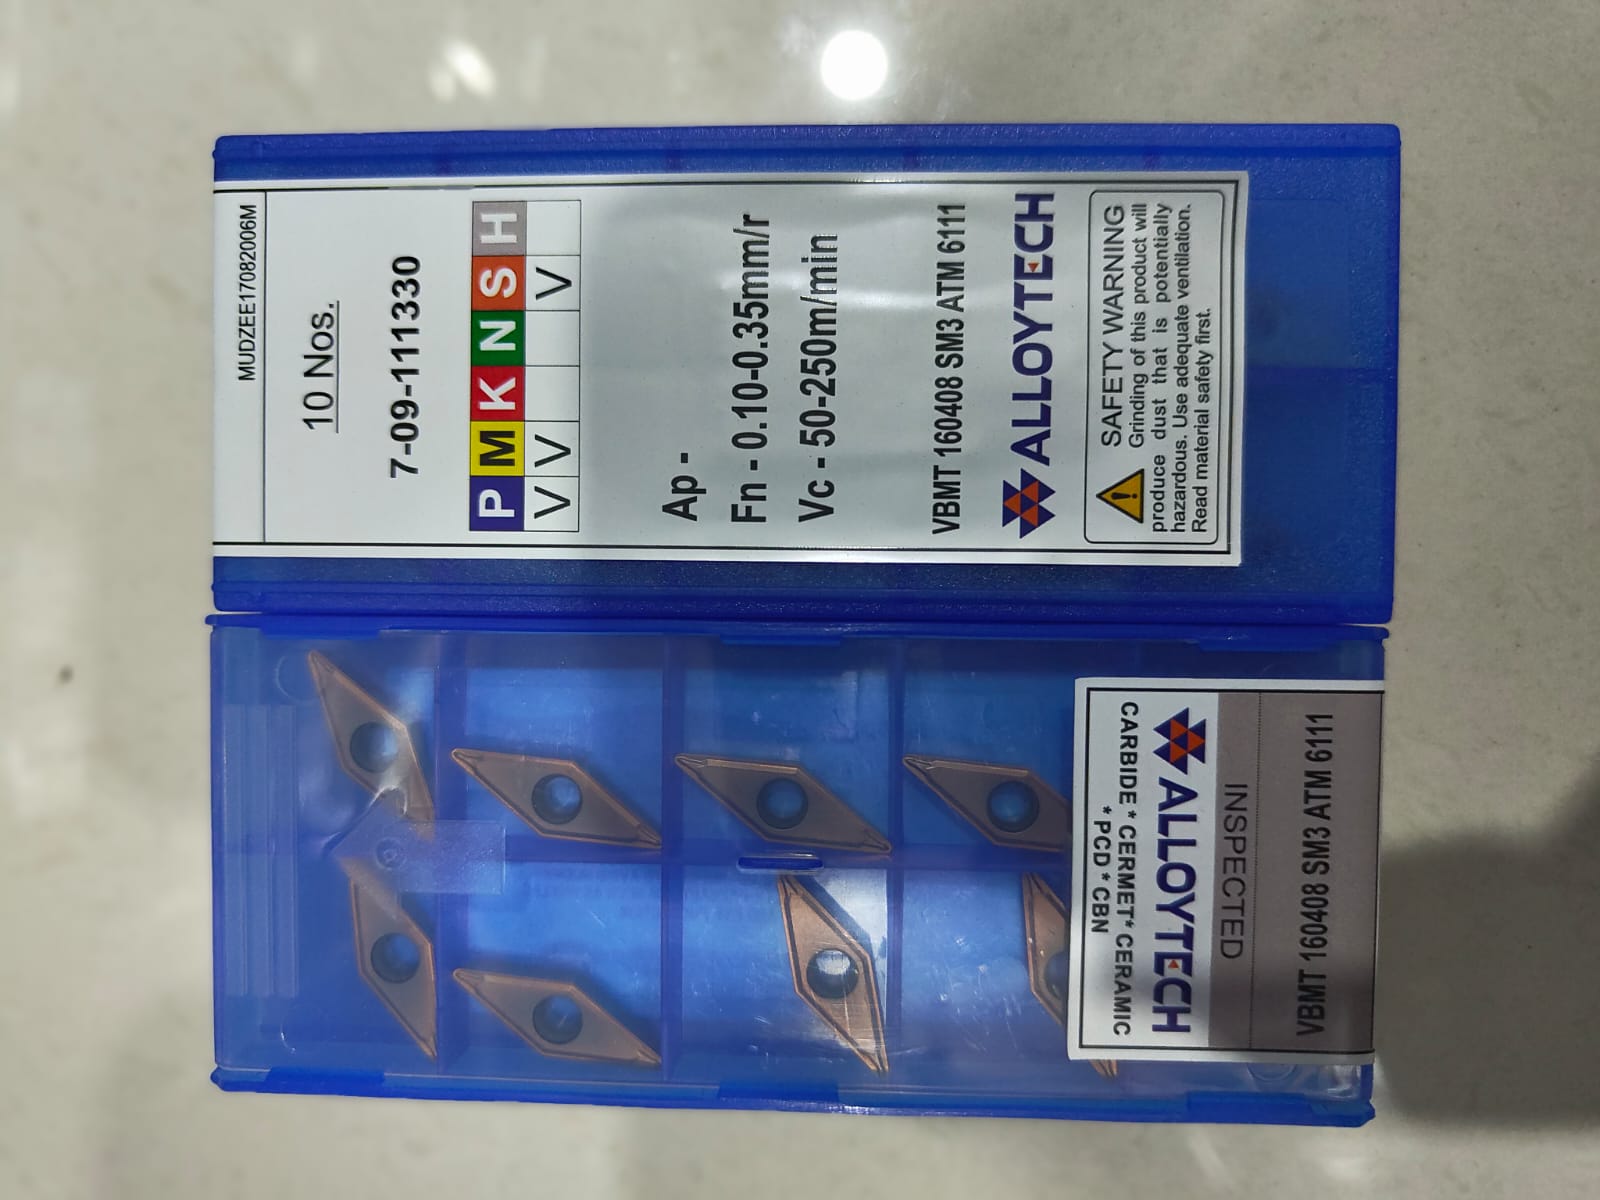 MUDZEE17082006M
10 Nos.
7-09-111330
P M K N S H
V V V
Ap -
Fn - 0.10-0.35mm/r
Vc - 50-250m/min
VBMT 160408 SM3 ATM 6111
ALLOYTECH
SAFETY WARNING
Grinding of this product will
produce dust that is potentially
hazardous. Use adequate ventilation.
Read material safety first.
CARBIDE * CERMET* CERAMIC
* PCD * CBN
ALLOYTECH
INSPECTED
VBMT 160408 SM3 ATM 6111